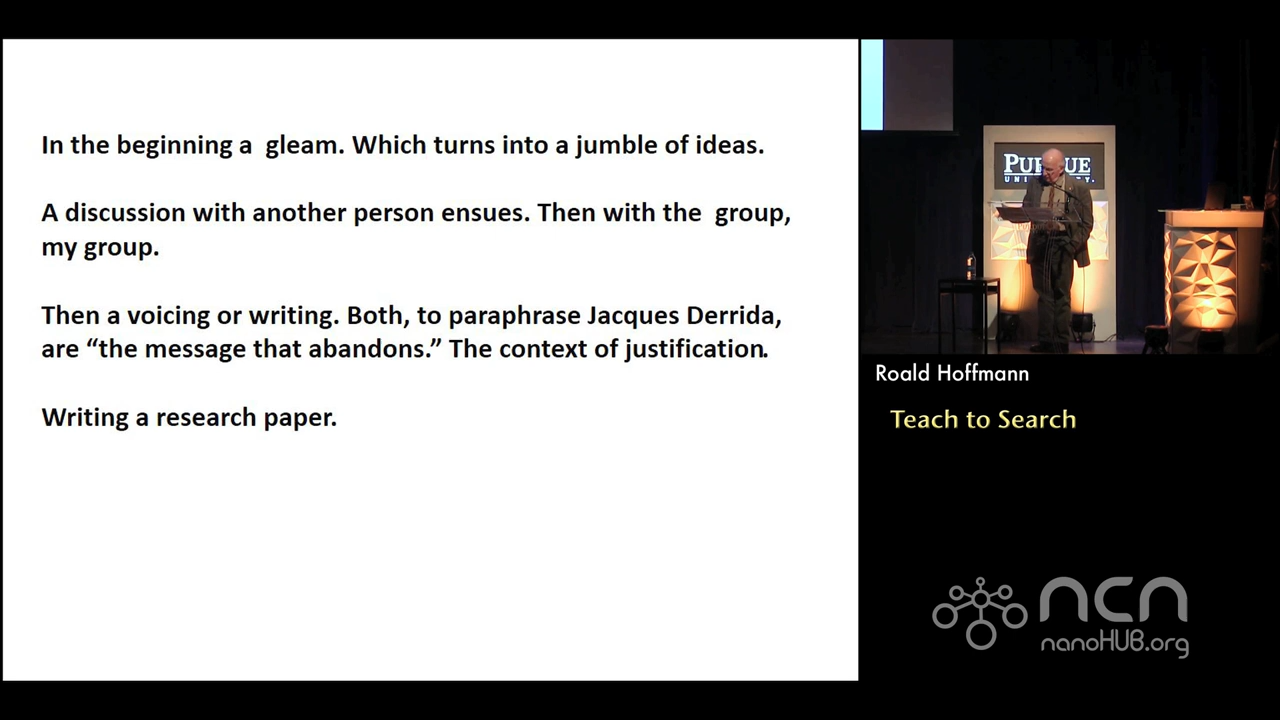 In the beginning a  gleam. Which turns into a jumble of ideas.
A discussion with another person ensues. Then with the  group,
my group.
Then a voicing or writing. Both, to paraphrase Jacques Derrida,
are “the message that abandons.” The context of justification.
Writing a research paper.
PURDUE
UNIVERSITY.
Roald Hoffmann
Teach to Search
ncn
nanoHUB.org